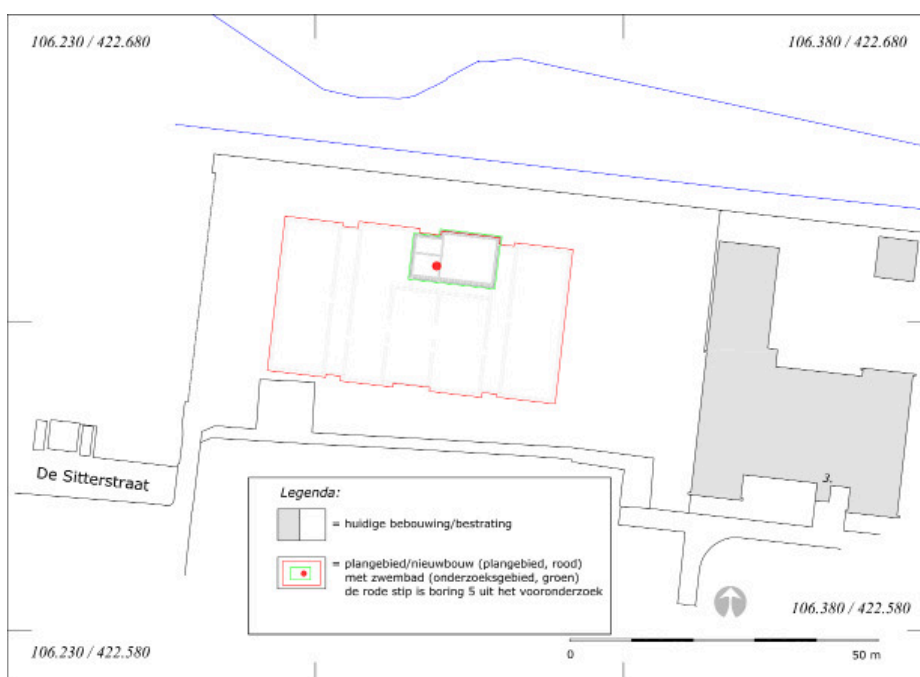 106.230 / 422.680
106.380 / 422.680
3.
De Sitterstraat
Legenda:
= huidige bebouwing/bestrating
= plangebied/nieuwbouw (plangebied, rood)
met zwembad (onderzoeksgebied, groen)
de rode stip is boring 5 uit het vooronderzoek
106.380 / 422.580
106.230 / 422.580
0
50 m